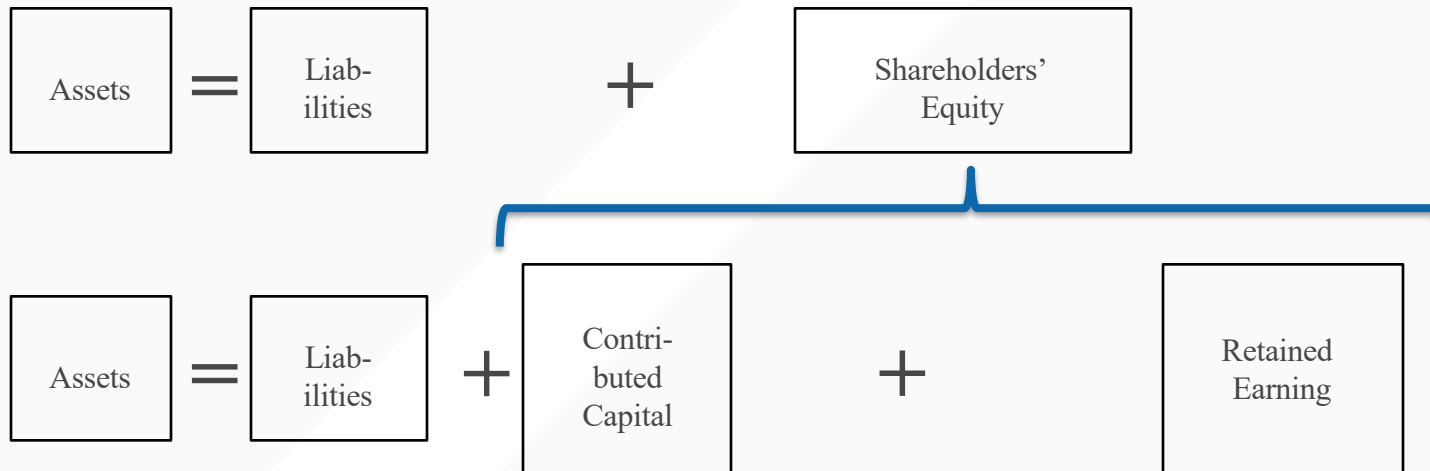 Assets
=
Liab-
ilities
+
Shareholders’
Equity
Assets
=
Liab-
ilities
+
Contri-
buted
Capital
+
Retained
Earning